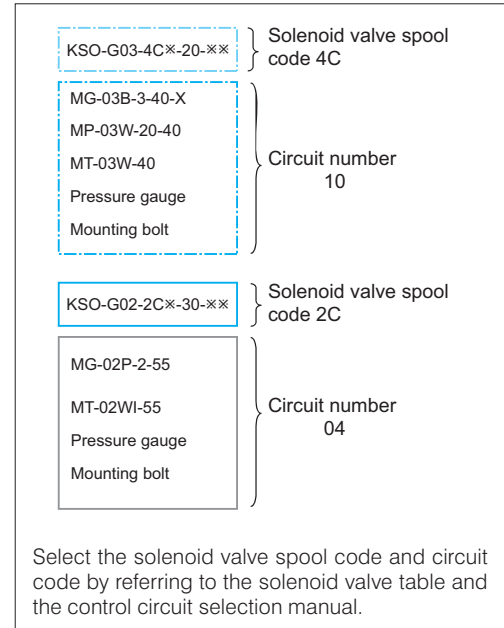 KSO-G03-4C※-20-※※
Solenoid valve spool
code 4C
MG-03B-3-40-X
MP-03W-20-40
MT-03W-40
Pressure gauge
Mounting bolt
Circuit number
10
KSO-G02-2C※-30-※※
Solenoid valve spool
code 2C
MG-02P-2-55
MT-02WI-55
Pressure gauge
Mounting bolt
Circuit number
04
Select the solenoid valve spool code and circuit
code by referring to the solenoid valve table and
the control circuit selection manual.